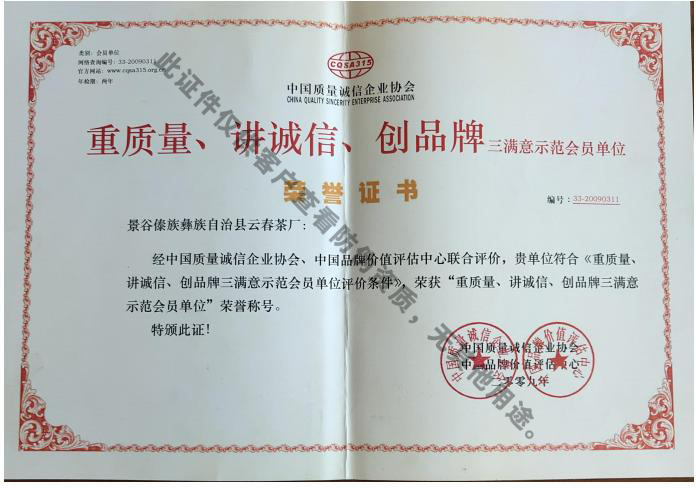 类别：会员单位
网络查询编号：33-20090311
官方网站：www.cqsa315.org.cn
年检期：两年
CQSA315
中国质量诚信企业协会
CHINA QUALITY SINCERITY ENTERPRISE ASSOCIATION
重质量、讲诚信、创品牌三满意示范会员单位
荣誉证书
编号：33-20090311
景谷傣族彝族自治县云春茶厂：
经中国质量诚信企业协会、中国品牌价值评估中心联合评价，贵单位符合《重质量、
讲诚信、创品牌三满意示范会员单位评价条件》，荣获“重质量、讲诚信、创品牌三满意
示范会员单位”荣誉称号。
特颁此证！
中国质量诚信企业协会
中国品牌价值评估中心
二零零九年
此证件仅供客户查看防伪资质，无其他用途。